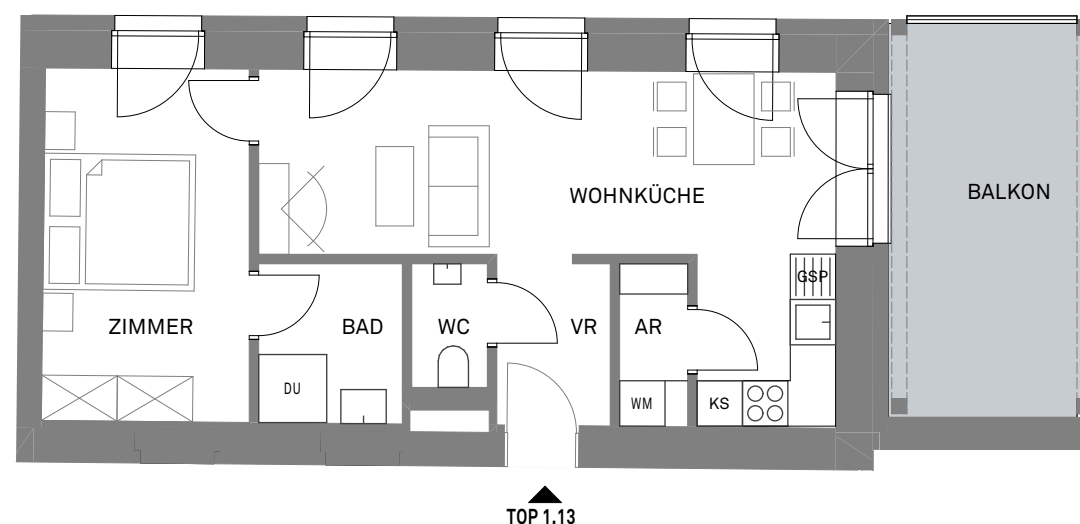 WOHNKÜCHE
BALKON
GSP
ZIMMER
BAD
WC
VR
AR
DU
WM
KS
TOP 1.13